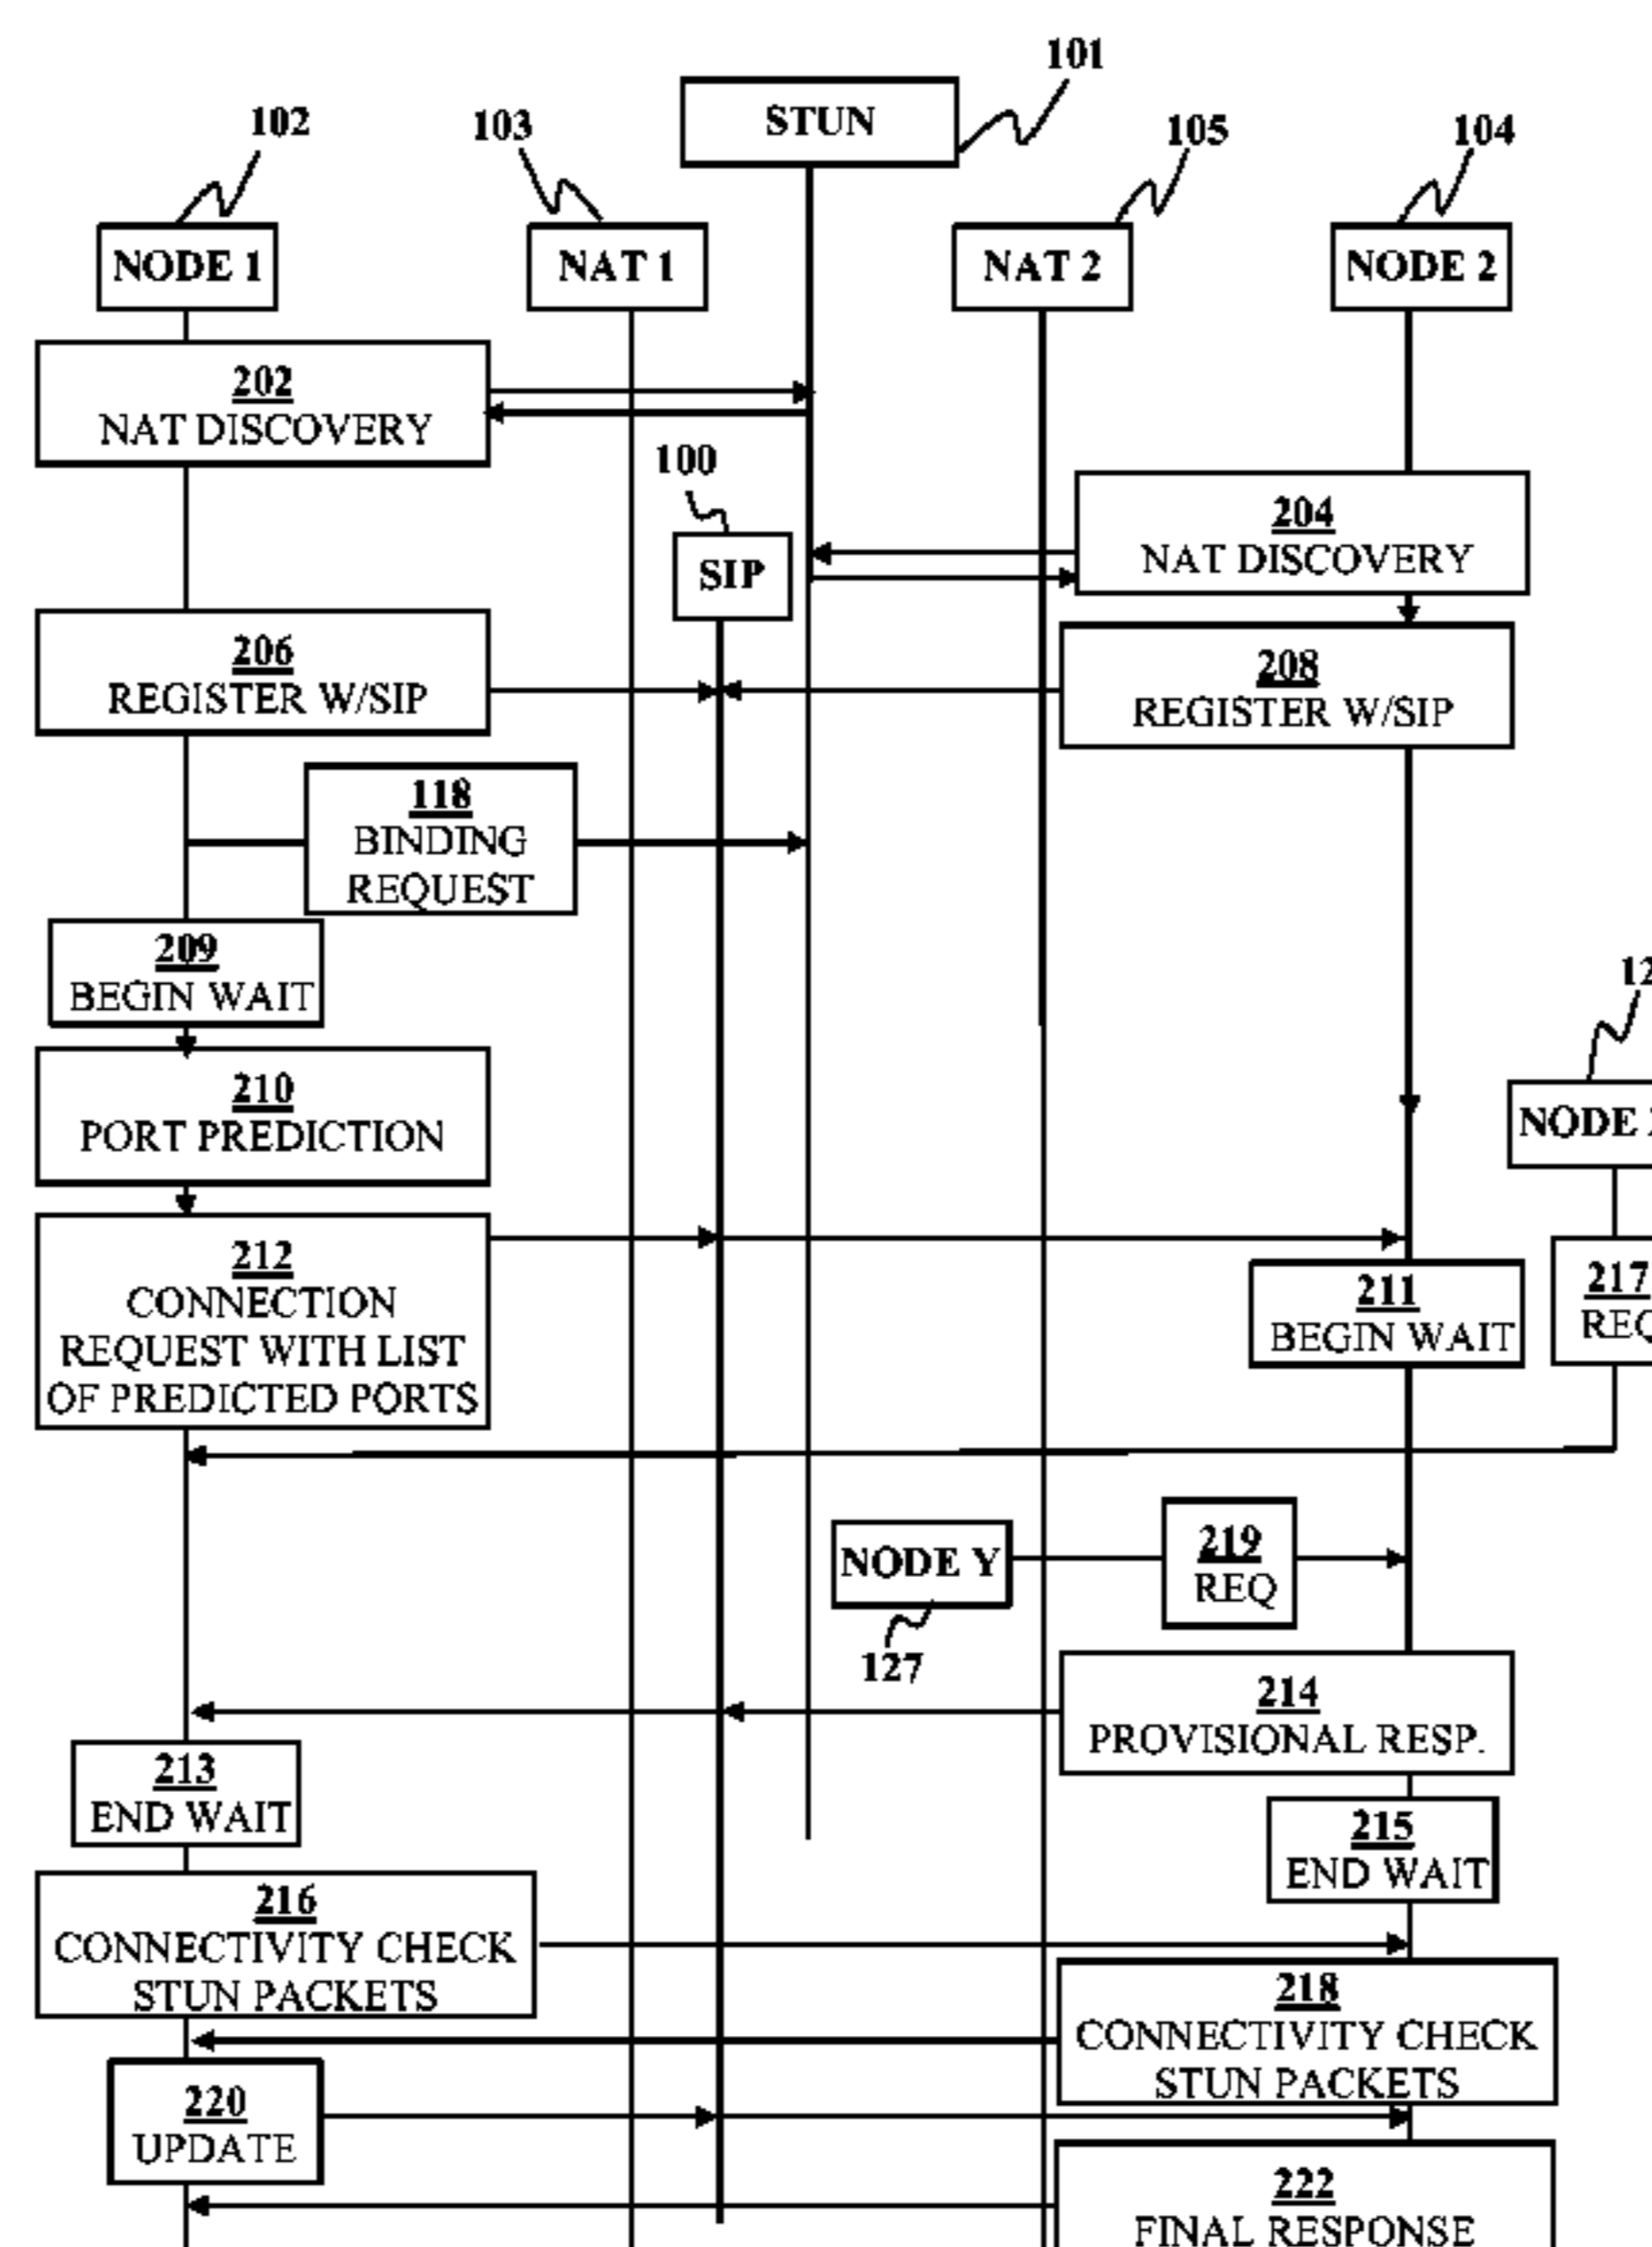 101
STUN
102
103
105
104
NODE 1
NAT 1
NAT 2
NODE 2
202
NAT DISCOVERY
100
204
NAT DISCOVERY
SIP
206
REGISTER W/SIP
208
REGISTER W/SIP
118
BINDING
REQUEST
209
BEGIN WAIT
12
210
PORT PREDICTION
NODE
212
CONNECTION
REQUEST WITH LIST
OF PREDICTED PORTS
211
BEGIN WAIT
217
REQ
NODE Y
219
REQ
127
214
PROVISIONAL RESP.
213
END WAIT
215
END WAIT
216
CONNECTIVITY CHECK
STUN PACKETS
218
CONNECTIVITY CHECK
STUN PACKETS
220
UPDATE
222
FINAL RESPONSE